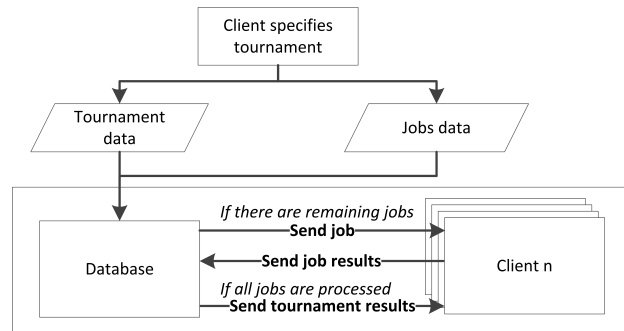 Client specifies
tournament
Tournament
data
Jobs data
If there are remaining jobs
Send job
Database
Send job results
Client n
If all jobs are processed
Send tournament results